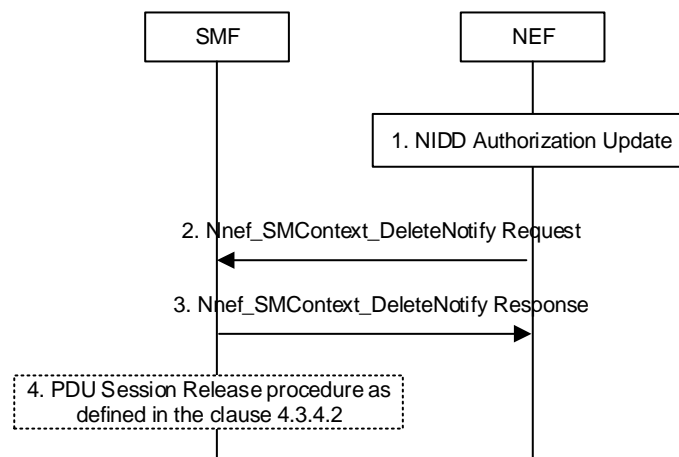 SMF
NEF
1. NIDD Authorization Update
2. Nnef_SMContext_DeleteNotify Request
3. Nnef_SMContext_DeleteNotify Response
4. PDU Session Release procedure as
defined in the clause 4.3.4.2